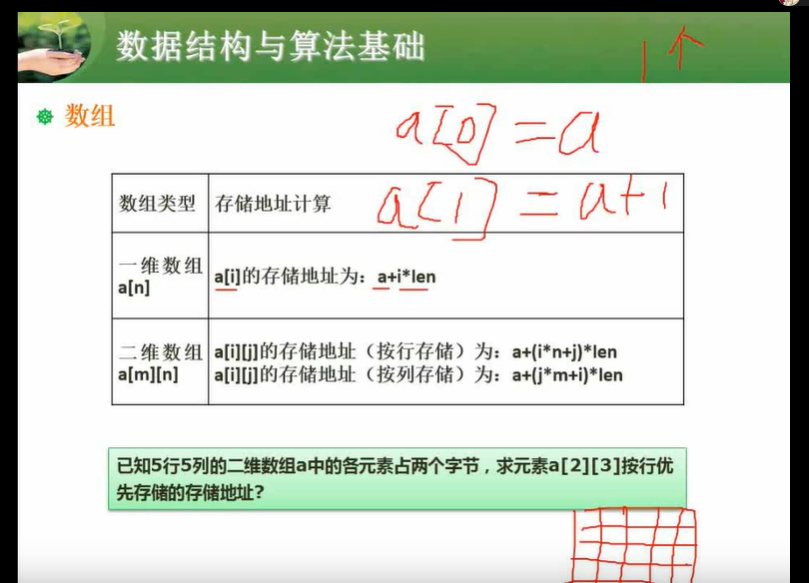 数据结构与算法基础
1个
数组
a[0]=a
数组类型 存储地址计算 a[1]=a+1
一维数组
a[n]
a[i]的存储地址为：a+i*len
二维数组
a[m][n]
a[i][j]的存储地址（按行存储）为：a+(i*n+j)*len
a[i][j]的存储地址（按列存储）为：a+(j*m+i)*len
已知5行5列的二维数组a中的各元素占两个字节，求元素a[2][3]按行优
先存储的存储地址?